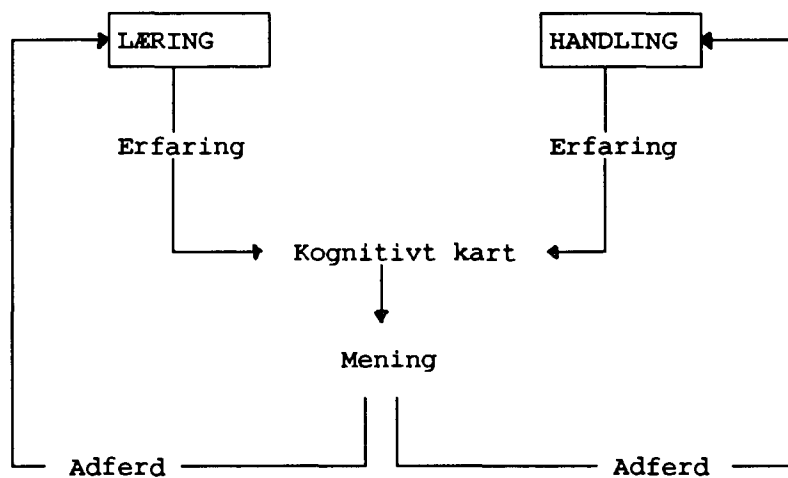 LÆRING HANDLING
Erfaring Erfaring
Kognitivt kart
Mening
Adferd Adferd